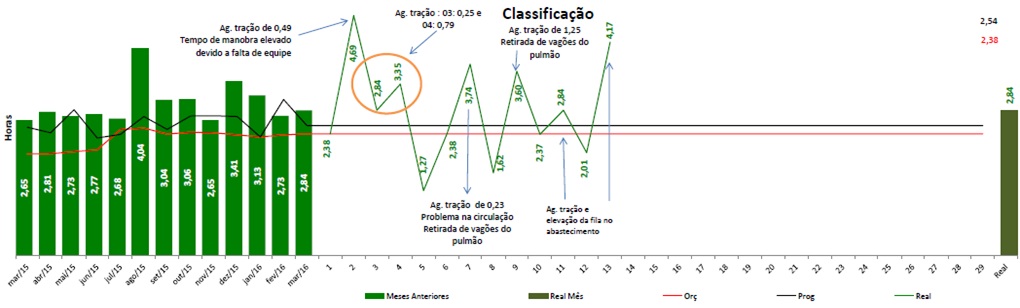 Classificação
Ag. tração de 0,49
Tempo de manobra elevado
devido a falta de equipe
Ag. tração : 03: 0,25 e
04: 0,79
Ag. tração de 1,25
Retirada de vagões do
pulmão
2,54
2,38
Horas
2,65
2,81
2,73
2,77
2,68
4,04
3,04
3,06
2,65
3,41
3,13
2,73
2,84
2,38
4,69
2,84
3,35
1,27
2,38
3,74
1,62
3,60
2,37
2,84
2,01
4,17
2,84
Ag. tração de 0,23
Problema na circulação
Retirada de vagões do
pulmão
Ag. tração e
elevação da fila no
abastecimento
mar/15 abr/15 mai/15 jun/15 jul/15 ago/15 set/15 out/15 nov/15 dez/15 jan/16 fev/16 mar/16 1 2 3 4 5 6 7 8 9 10 11 12 13 14 15 16 17 18 19 20 21 22 23 24 25 26 27 28 29 Real
Meses Anteriores Real Mês Orç Prog Real